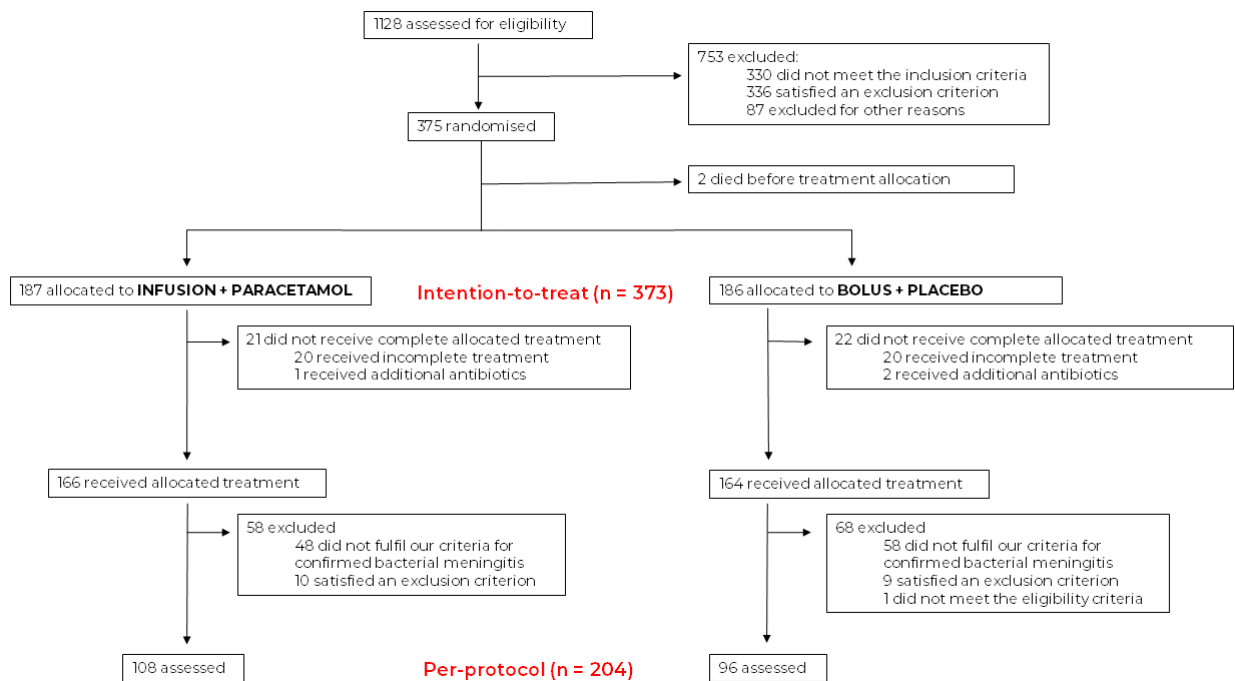 1128 assessed for eligibility
753 excluded:
330 did not meet the inclusion criteria
336 satisfied an exclusion criterion
87 excluded for other reasons
375 randomised
2 died before treatment allocation
187 allocated to INFUSION + PARACETAMOL
Intention-to-treat (n = 373)
186 allocated to BOLUS + PLACEBO
21 did not receive complete allocated treatment
20 received incomplete treatment
1 received additional antibiotics
22 did not receive complete allocated treatment
20 received incomplete treatment
2 received additional antibiotics
166 received allocated treatment
164 received allocated treatment
58 excluded
48 did not fulfil our criteria for
confirmed bacterial meningitis
10 satisfied an exclusion criterion
68 excluded
58 did not fulfil our criteria for
confirmed bacterial meningitis
9 satisfied an exclusion criterion
1 did not meet the eligibility criteria
108 assessed
Per-protocol (n = 204)
96 assessed